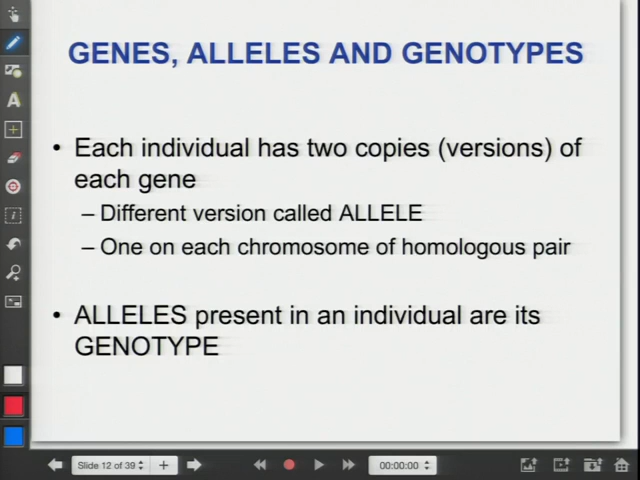 GENES, ALLELES AND GENOTYPES
• Each individual has two copies (versions) of
each gene
– Different version called ALLELE
– One on each chromosome of homologous pair
• ALLELES present in an individual are its
GENOTYPE
Slide 12 of 39
00:00:00